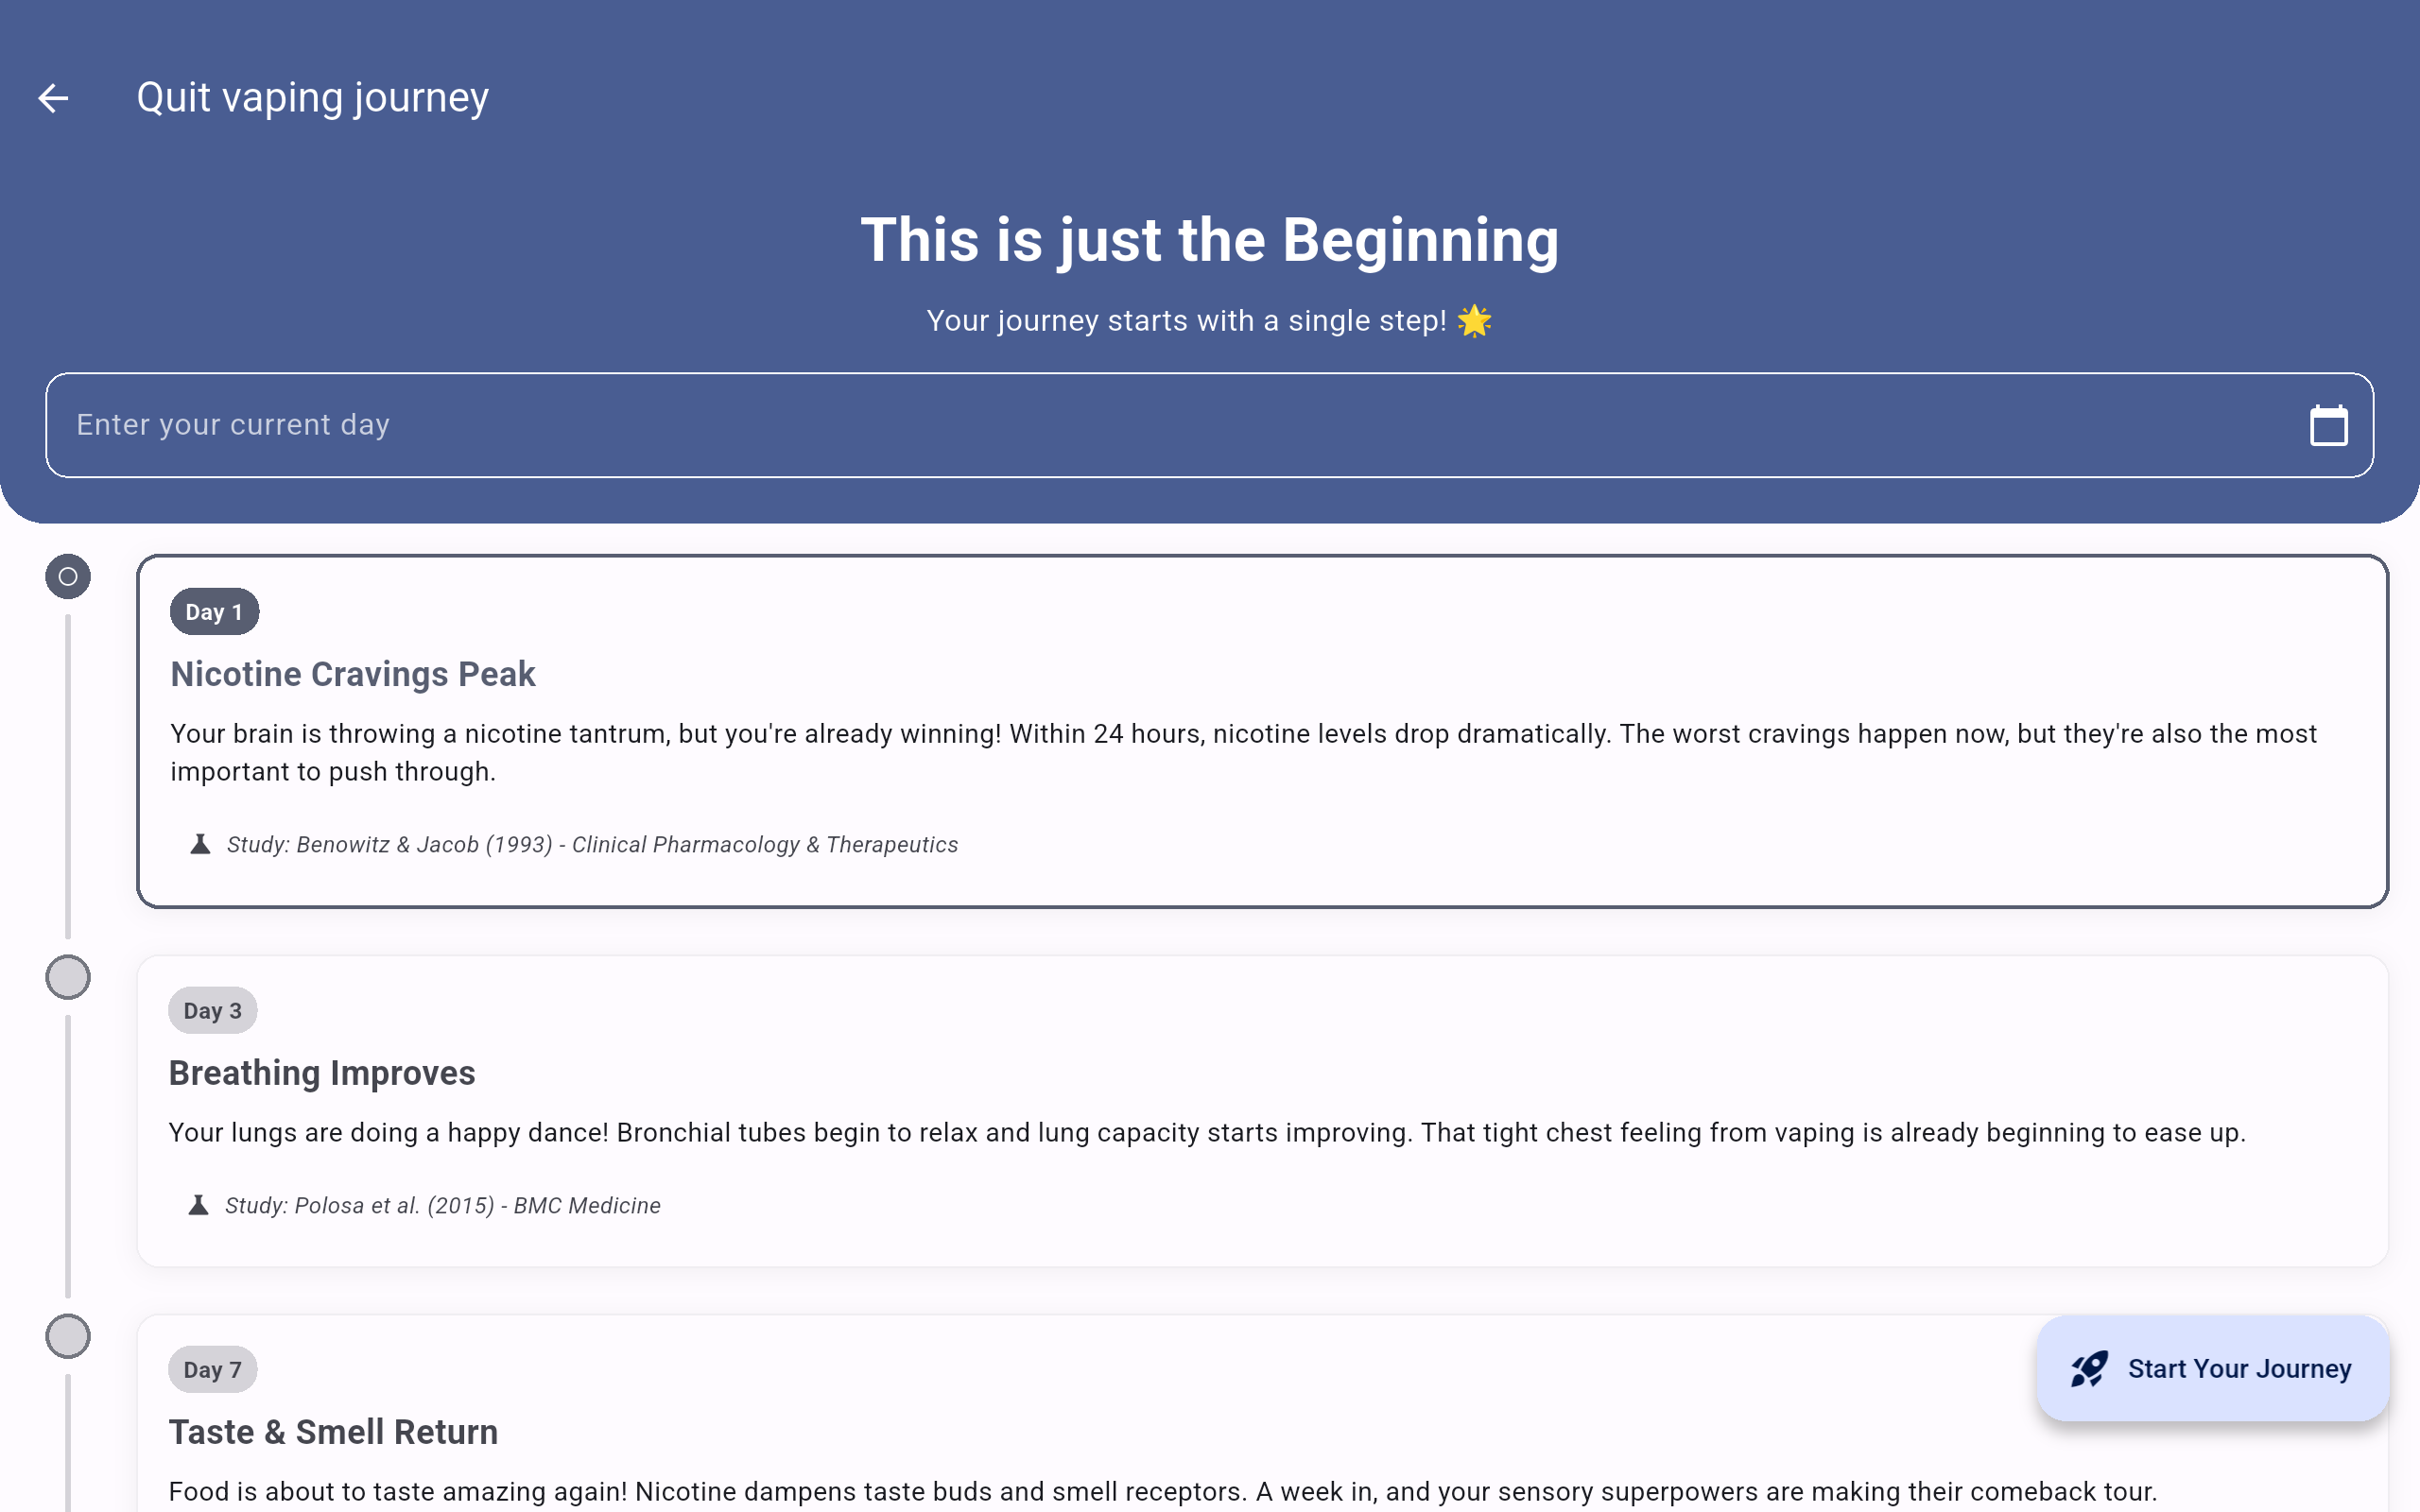 Quit vaping journey
This is just the Beginning
Your journey starts with a single step! 🌟
Enter your current day
Day 1
Nicotine Cravings Peak
Your brain is throwing a nicotine tantrum, but you're already winning! Within 24 hours, nicotine levels drop dramatically. The worst cravings happen now, but they're also the most
important to push through.
Study: Benowitz & Jacob (1993) - Clinical Pharmacology & Therapeutics
Day 3
Breathing Improves
Your lungs are doing a happy dance! Bronchial tubes begin to relax and lung capacity starts improving. That tight chest feeling from vaping is already beginning to ease up.
Study: Polosa et al. (2015) - BMC Medicine
Day 7
Start Your Journey
Taste & Smell Return
Food is about to taste amazing again! Nicotine dampens taste buds and smell receptors. A week in, and your sensory superpowers are making their comeback tour.